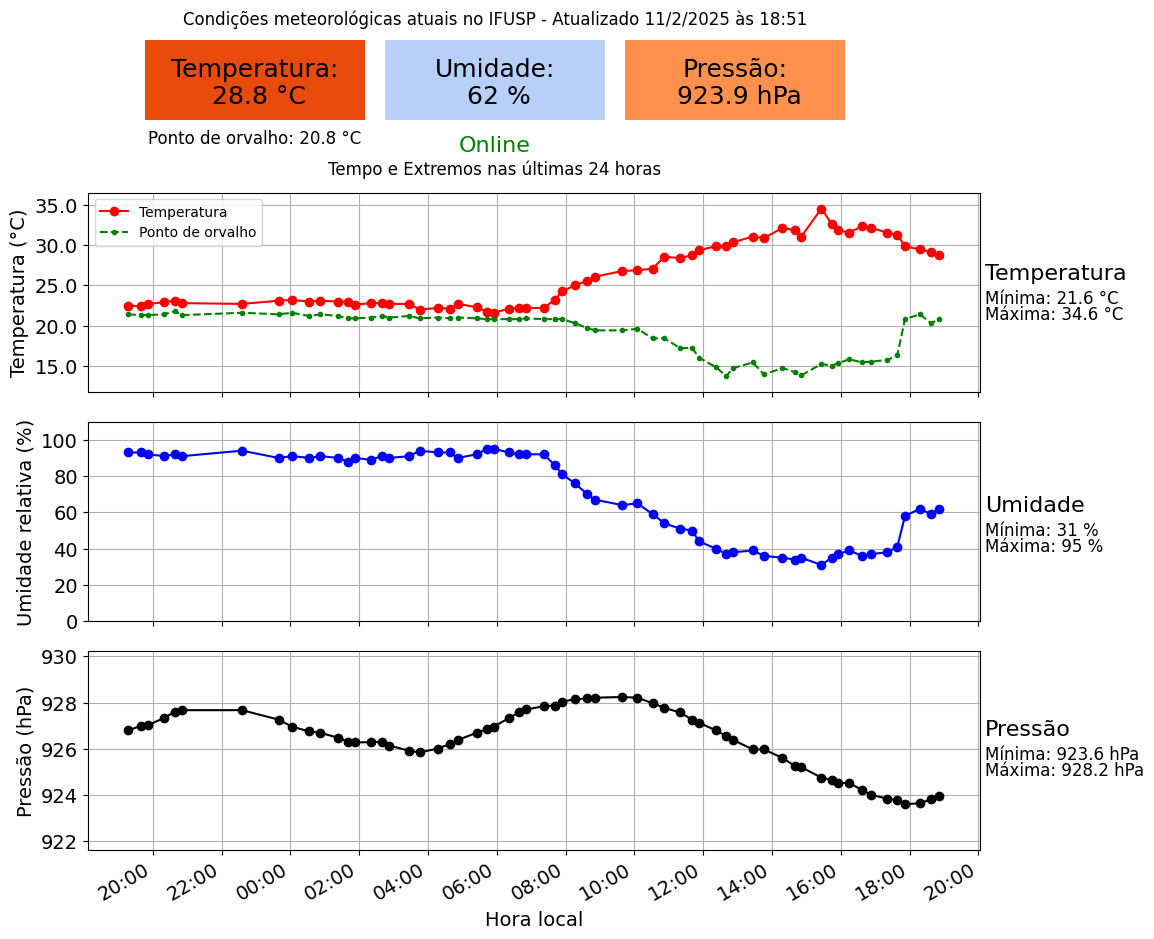 Condições meteorológicas atuais no IFUSP - Atualizado 11/2/2025 às 18:51
Temperatura:
28.8 °C
Umidade:
62 %
Pressão:
923.9 hPa
Ponto de orvalho: 20.8 °C
Online
Tempo e Extremos nas últimas 24 horas
Temperatura (°C)
35.0
30.0
25.0
20.0
15.0
Temperatura
Ponto de orvalho
Temperatura
Mínima: 21.6 °C
Máxima: 34.6 °C
Umidade relativa (%)
100
80
60
40
20
0
Umidade
Mínima: 31 %
Máxima: 95 %
Pressão (hPa)
930
928
926
924
922
Pressão
Mínima: 923.6 hPa
Máxima: 928.2 hPa
20:00 22:00 00:00 02:00 04:00 06:00 08:00 10:00 12:00 14:00 16:00 18:00 20:00
Hora local